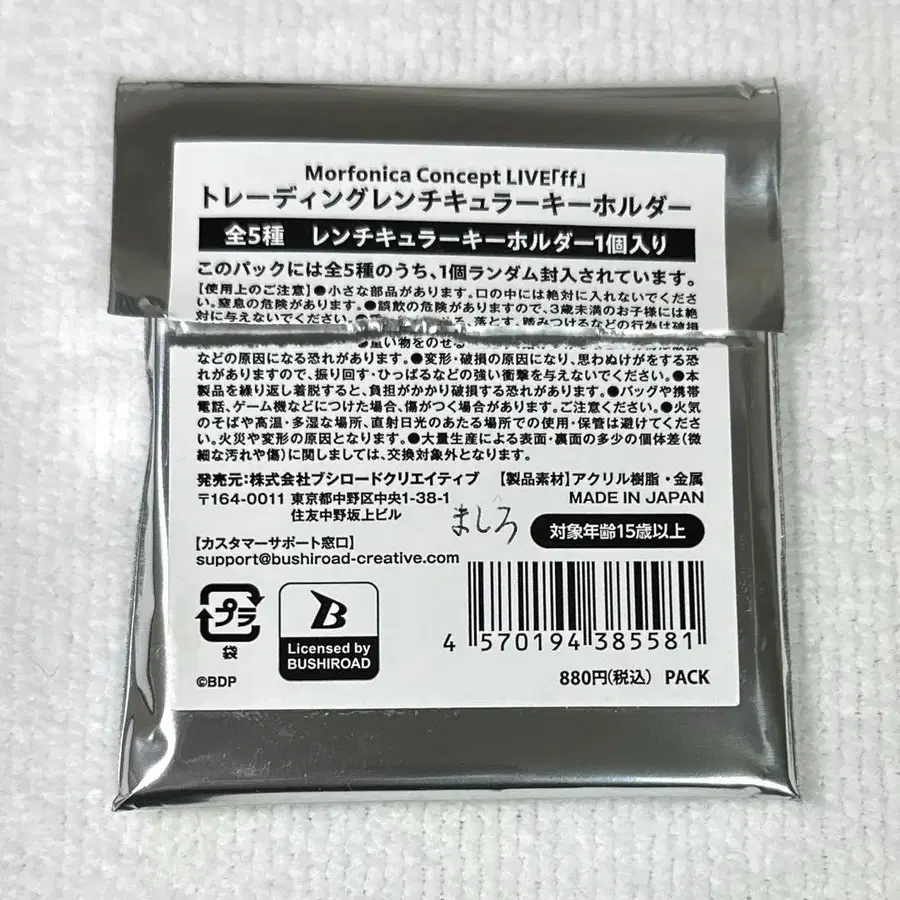 Morfonica Concept LIVE「ff」
トレーディングレンチキュラーキーホルダー
全5種 レンチキュラーキーホルダー1個入り
このパックには全5種のうち、1個ランダム封入されています。
【使用上のご注意】●小さな部品があります。口の中には絶対に入れないでくださ
い。窒息の危険があります。●誤飲の危険がありますので、3歳未満のお子様には絶
対に与えないでください。 せる、落とす、踏みつけるなどの行為は破損
●重い物をのせる
などの原因になる恐れがあります。●変形・破損の原因になり、思わぬけがをする恐
れがありますので、振り回す・ひっぱるなどの強い衝撃を与えないでください。●本
製品を繰り返し着脱すると、負担がかかり破損する恐れがあります。●バッグや携帯
電話、ゲーム機などにつけた場合、傷がつく場合があります。ご注意ください。●火気
のそばや高温・多湿な場所、直射日光のあたる場所での使用・保管は避けてくださ
い。火災や変形の原因となります。●大量生産による表面・裏面の多少の個体差(微
細な汚れや傷)に関しましては、交換対象外となります。
発売元:株式会社ブシロードクリエイティブ 【製品素材】アクリル樹脂・金属
〒164-0011 東京都中野区中央1-38-1 MADE IN JAPAN
住友中野坂上ビル
ましろ
対象年齢15歳以上
【カスタマーサポート窓口】
support@bushiroad-creative.com
プラ
袋
B
Licensed by
BUSHIROAD
4 570194 385581
©BDP
880円(税込) PACK